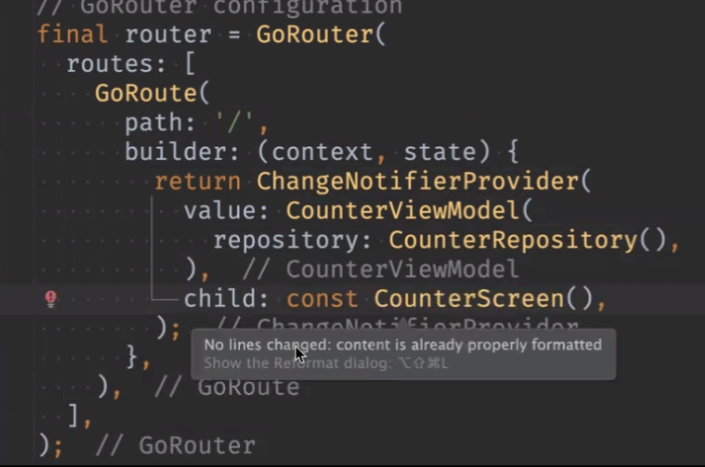 // GoRouter configuration
final router = GoRouter(
routes: [
GoRoute(
path: '/',
builder: (context, state) {
return ChangeNotifierProvider(
value: CounterViewModel(
repository: CounterRepository(),
), // CounterViewModel
child: const CounterScreen(),
); // ChangeNotifierProvider
No lines changed: content is already properly formatted
Show the Reformat dialog: ⌥⇧⌘L
},
), // GoRoute
],
); // GoRouter